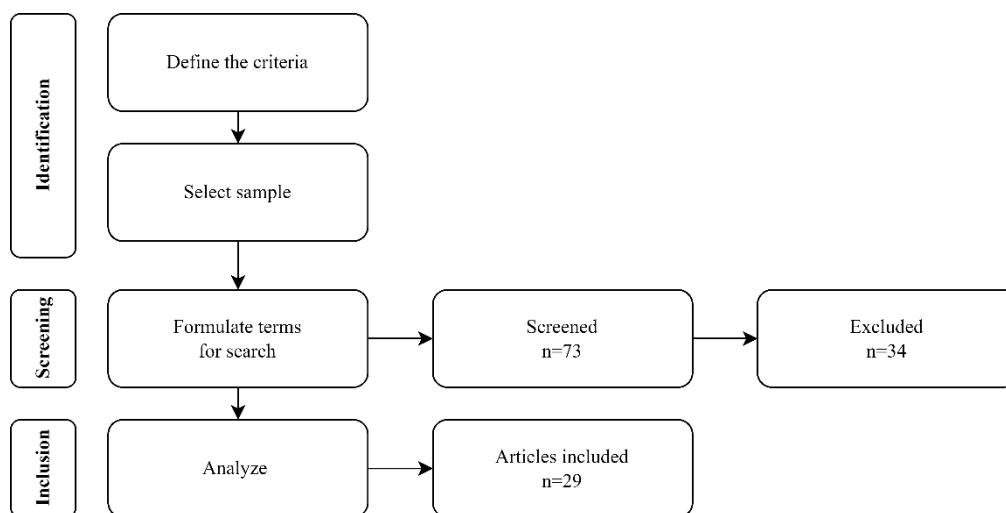 Identification
Define the criteria
Select sample
Screening
Formulate terms
for search
Screened
n=73
Excluded
n=34
Inclusion
Analyze
Articles included
n=29